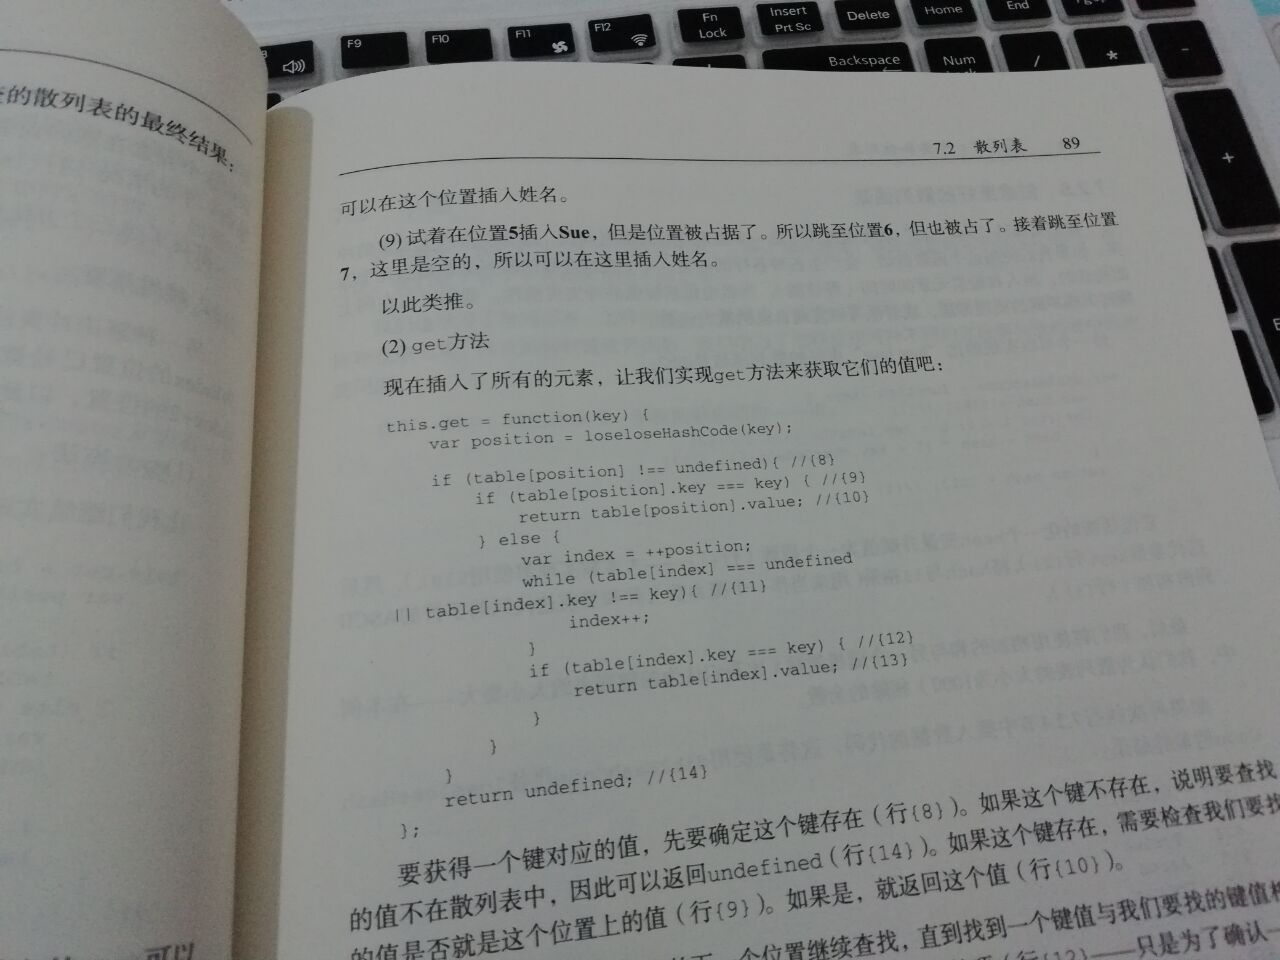 的散列表的最终结果：
F9
F10
F11
F12
Fn
Lock
Insert
Prt Sc
Delete
Home
End
Backspace
Num
/
*
-
+
7.2 散列表 89
可以在这个位置插入姓名。
(9) 试着在位置5插入Sue，但是位置被占据了。所以跳至位置6，但也被占了。接着跳至位置
7，这里是空的，所以可以在这里插入姓名。
以此类推。
(2) get方法
现在插入了所有的元素，让我们实现get方法来获取它们的值吧：
this.get = function(key) {
var position = loseloseHashCode(key);
if (table[position] !== undefined){ //{8}
if (table[position].key === key) { //{9}
return table[position].value; //{10}
} else {
var index = ++position;
while (table[index] === undefined
|| table[index].key !== key){ //{11}
index++;
}
if (table[index].key === key) { //{12}
return table[index].value; //{13}
}
}
}
return undefined; //{14}
};
要获得一个键对应的值，先要确定这个键存在（行{8}）。如果这个键不存在，说明要查找
的值不在散列表中，因此可以返回undefined（行{14}）。如果这个键存在，需要检查我们要找
的值是否就是这个位置上的值（行{9}）。如果是，就返回这个值（行{10}）。
一个位置继续查找，直到找到一个键值与我们要找的键值相
（行{12}——只是为了确认一
可以